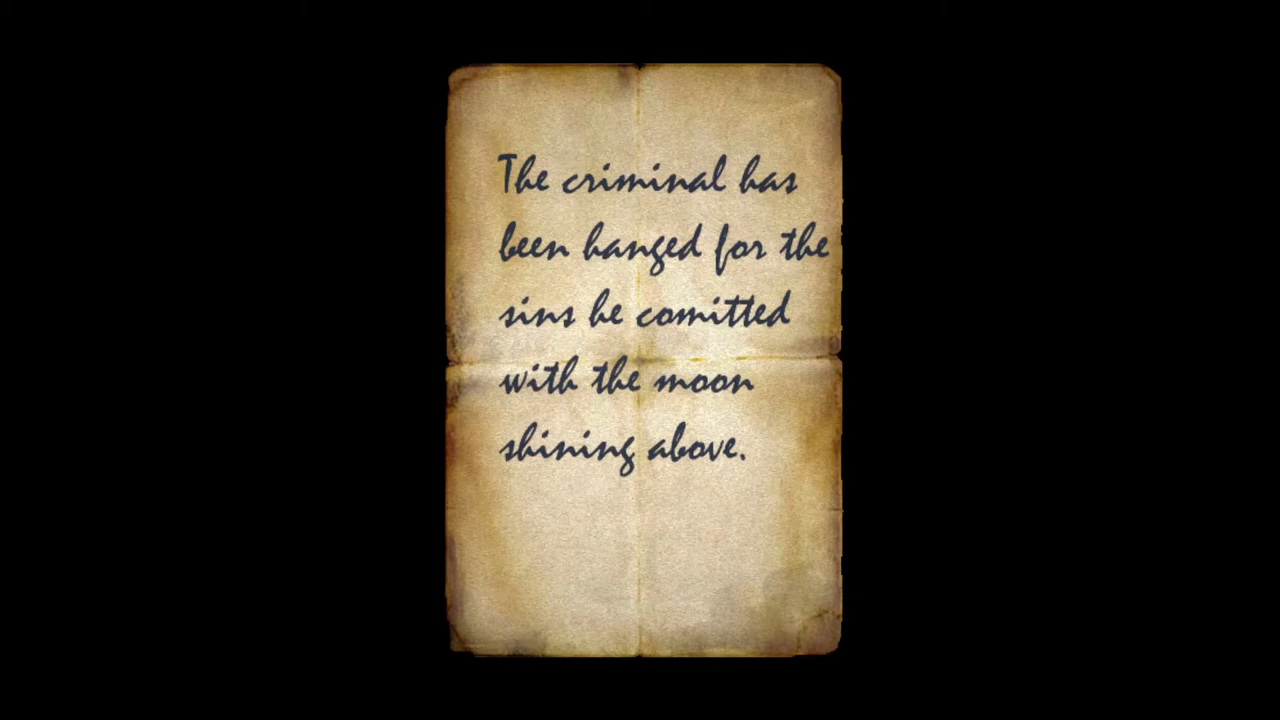 The criminal has
been hanged for the
sins he comitted
with the moon
shining above.